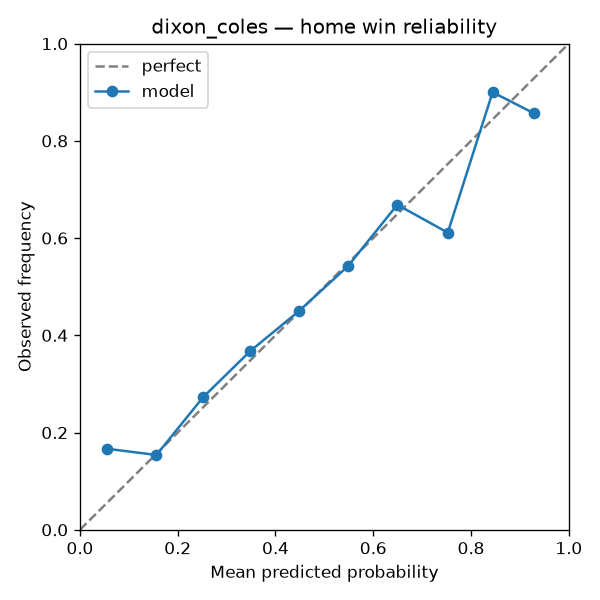 dixon_coles — home win reliability
perfect
model
Observed frequency
1.0
0.8
0.6
0.4
0.2
0.0
0.0 0.2 0.4 0.6 0.8 1.0
Mean predicted probability